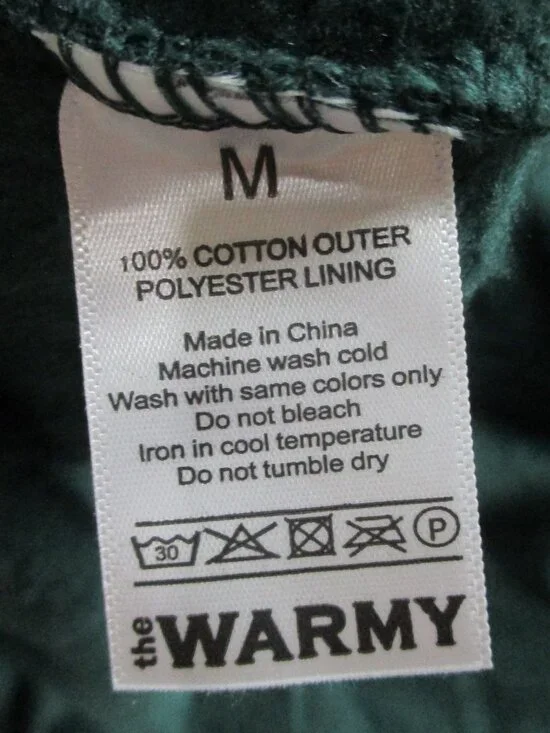 M
100% COTTON OUTER
POLYESTER LINING
Made in China
Machine wash cold
Wash with same colors only
Do not bleach
Iron in cool temperature
Do not tumble dry
30 P
the WARMY